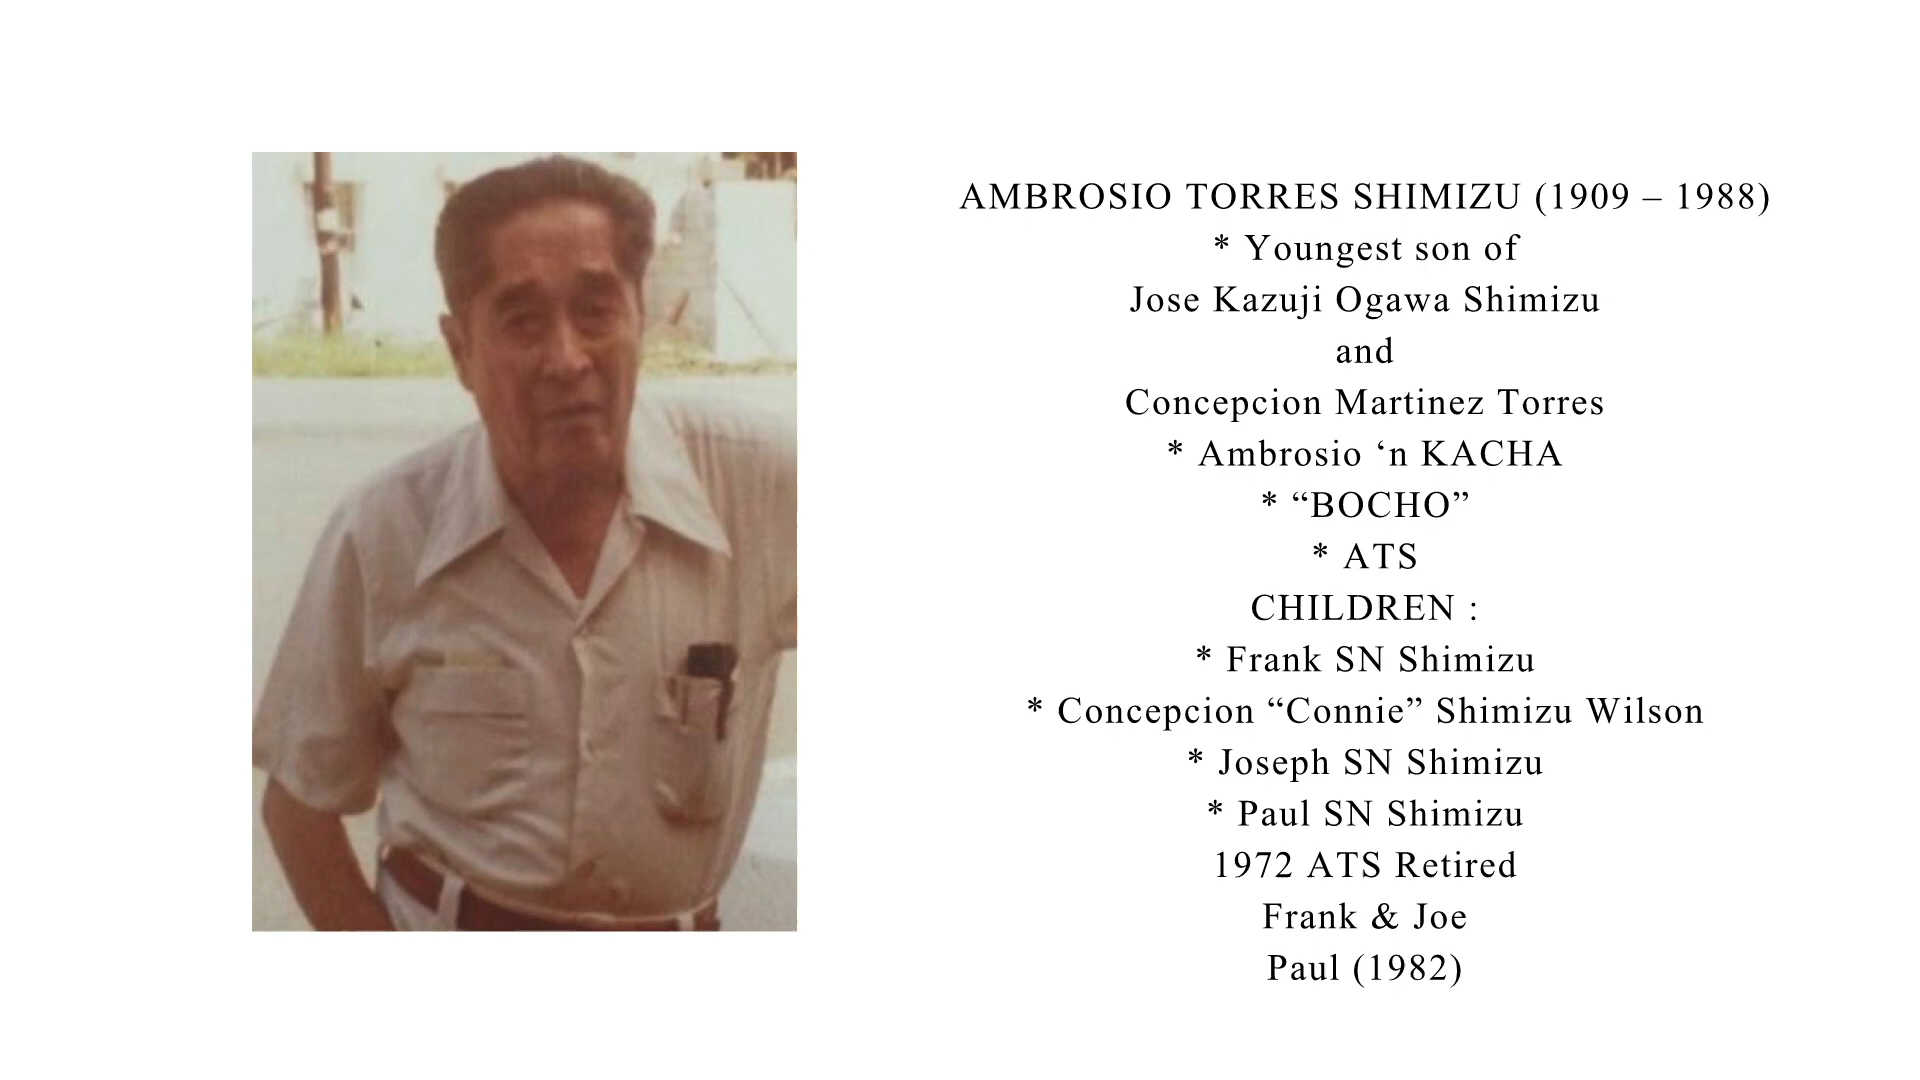 AMBROSIO TORRES SHIMIZU (1909 – 1988)
* Youngest son of
Jose Kazuji Ogawa Shimizu
and
Concepcion Martinez Torres
* Ambrosio ‘n KACHA
* “BOCHO”
* ATS
CHILDREN :
* Frank SN Shimizu
* Concepcion “Connie” Shimizu Wilson
* Joseph SN Shimizu
* Paul SN Shimizu
1972 ATS Retired
Frank & Joe
Paul (1982)